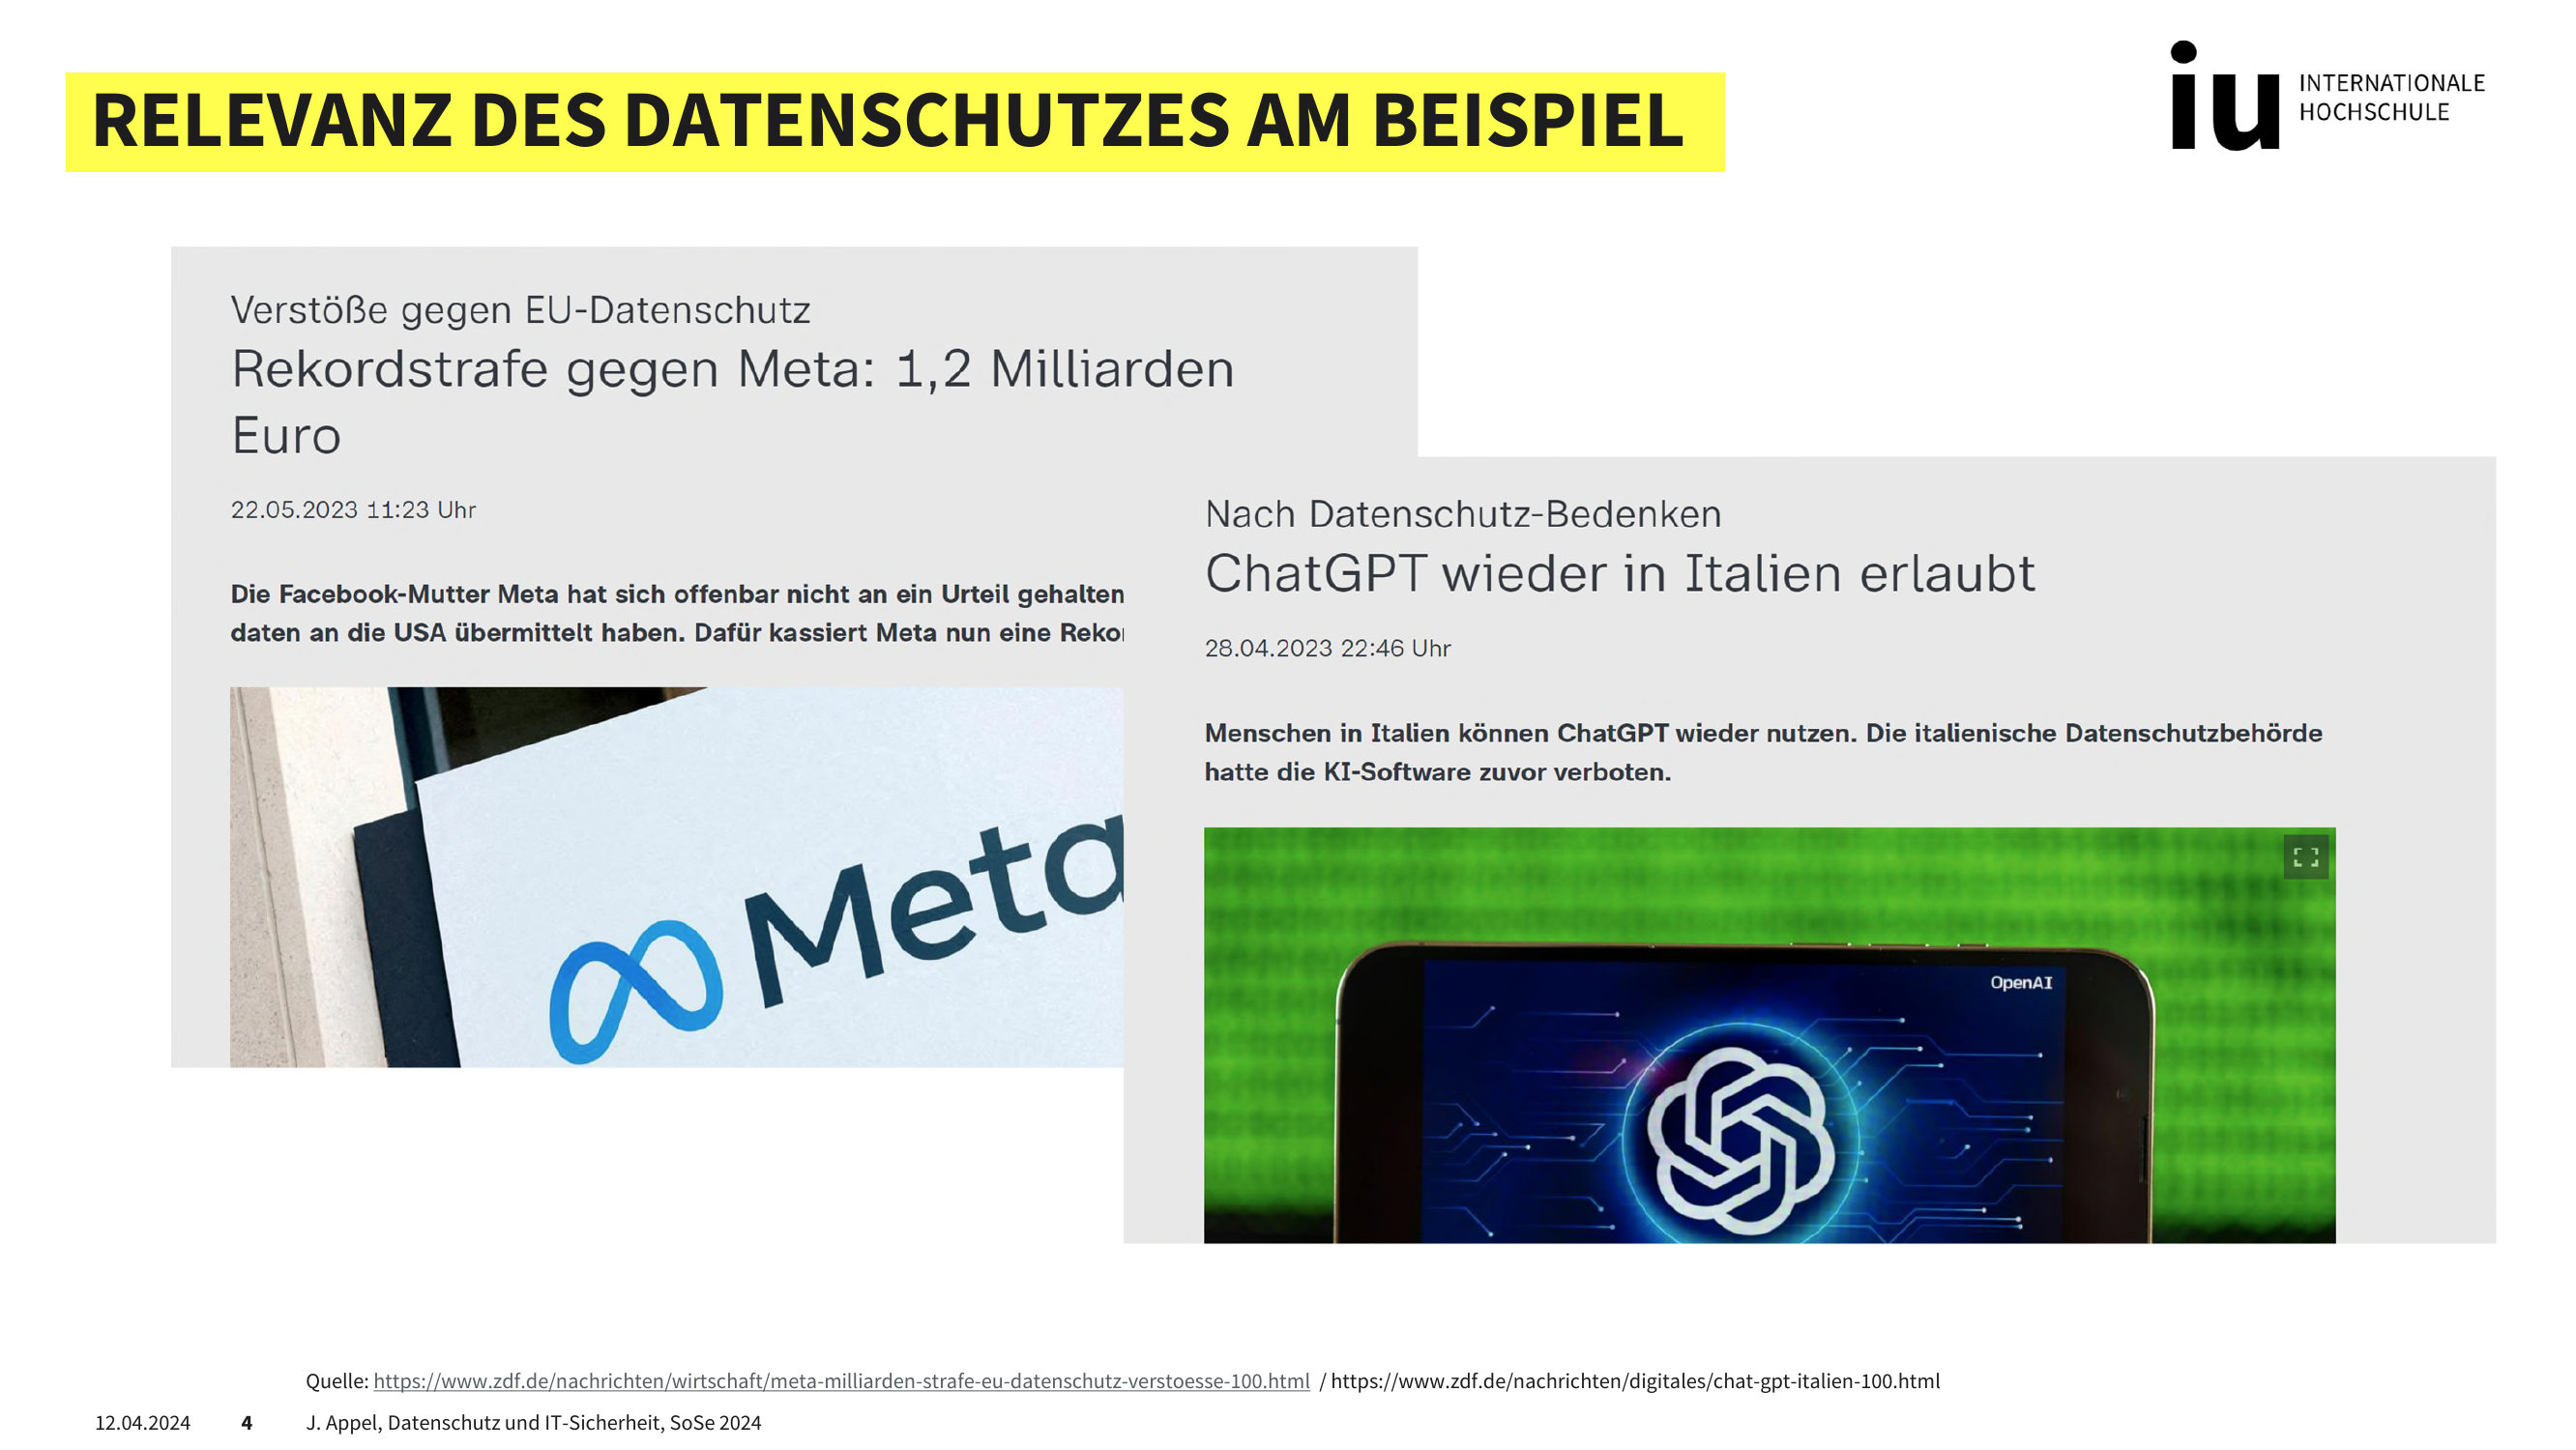 RELEVANZ DES DATENSCHUTZES AM BEISPIEL
iu INTERNATIONALE
HOCHSCHULE
Verstöße gegen EU-Datenschutz
Rekordstrafe gegen Meta: 1,2 Milliarden
Euro
22.05.2023 11:23 Uhr
Die Facebook-Mutter Meta hat sich offenbar nicht an ein Urteil gehalten
daten an die USA übermittelt haben. Dafür kassiert Meta nun eine
Meta
Nach Datenschutz-Bedenken
ChatGPT wieder in Italien erlaubt
28.04.2023 22:46 Uhr
Menschen in Italien können ChatGPT wieder nutzen. Die italienische Datenschutzbehörde
hatte die KI-Software zuvor verboten.
OpenAI
Quelle: https://www.zdf.de/nachrichten/wirtschaft/meta-milliarden-strafe-eu-datenschutz-verstoesse-100.html / https://www.zdf.de/nachrichten/digitales/chat-gpt-italien-100.html
12.04.2024 4 J. Appel, Datenschutz und IT-Sicherheit, SoSe 2024